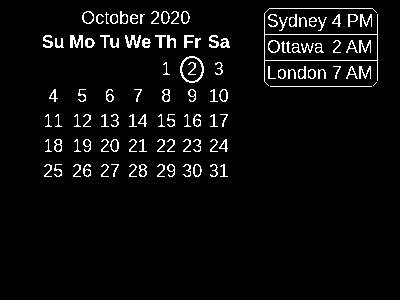 October 2020
Su Mo Tu We Th Fr Sa
1 2 3
4 5 6 7 8 9 10
11 12 13 14 15 16 17
18 19 20 21 22 23 24
25 26 27 28 29 30 31
Sydney 4 PM
Ottawa 2 AM
London 7 AM